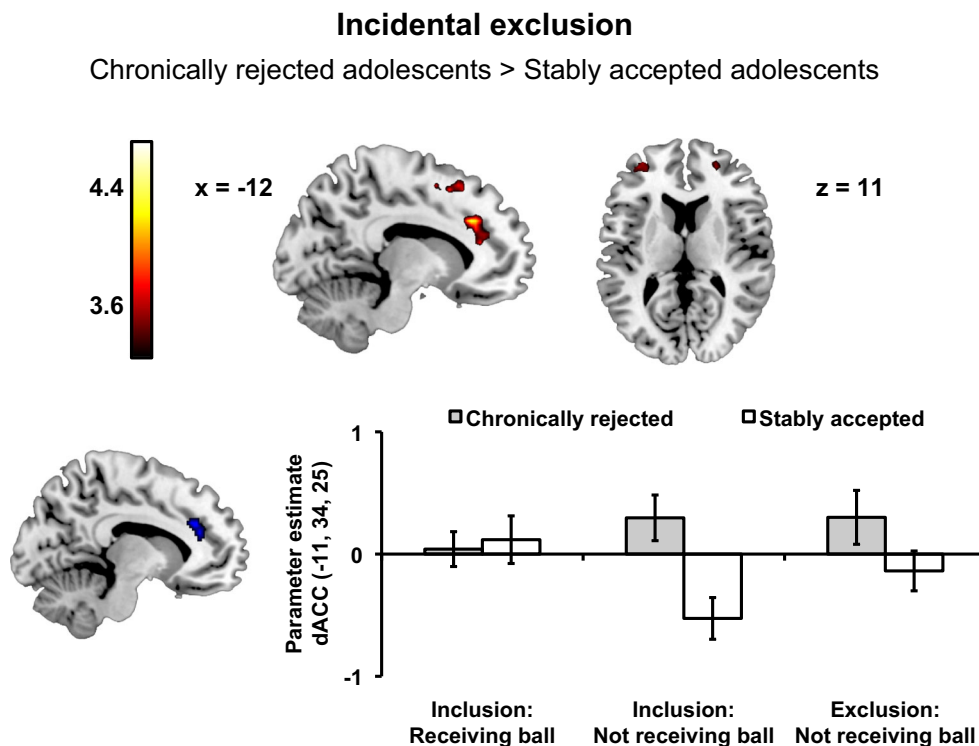 Incidental exclusion
Chronically rejected adolescents > Stably accepted adolescents
4.4
3.6
x = -12
z = 11
Chronically rejected
Stably accepted
Parameter estimate
dACC (-11, 34, 25)
1
0
-1
Inclusion:
Receiving ball
Inclusion:
Not receiving ball
Exclusion:
Not receiving ball